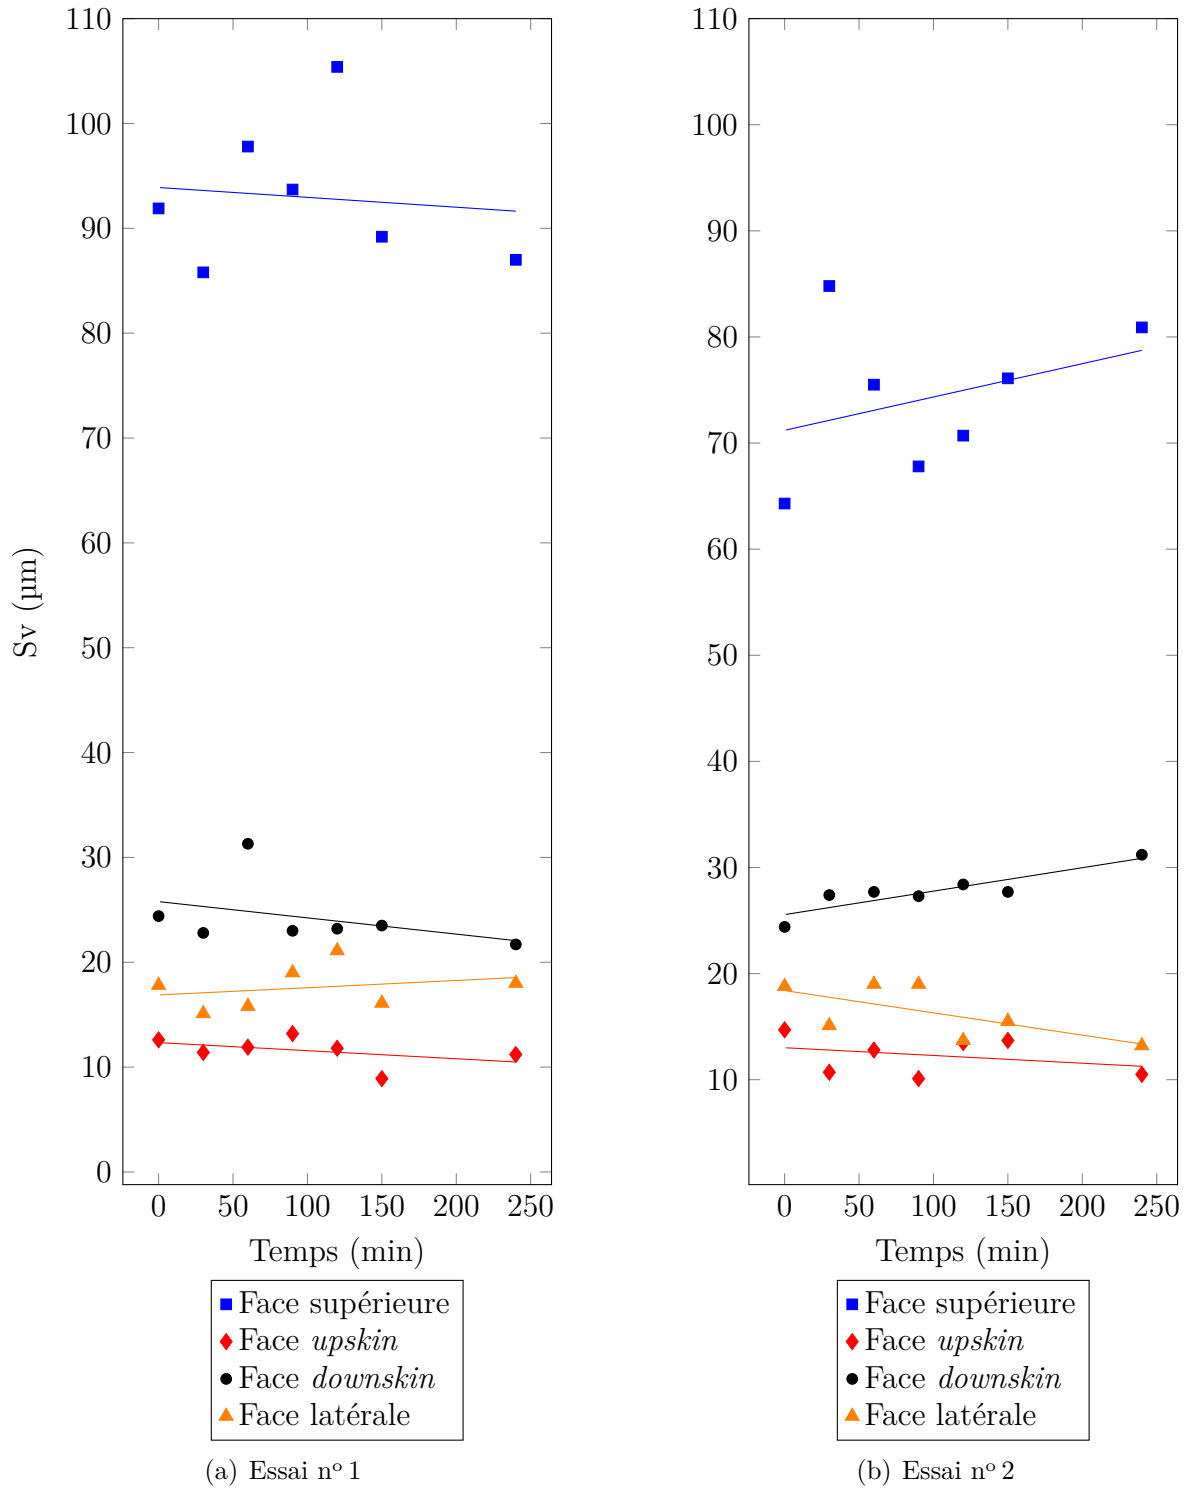 Sv (µm)
110
100
90
80
70
60
50
40
30
20
10
0
0 50 100 150 200 250
Temps (min)
Face supérieure
Face upskin
Face downskin
Face latérale
(a) Essai nº 1
110
100
90
80
70
60
50
40
30
20
10
0 50 100 150 200 250
Temps (min)
Face supérieure
Face upskin
Face downskin
Face latérale
(b) Essai nº 2